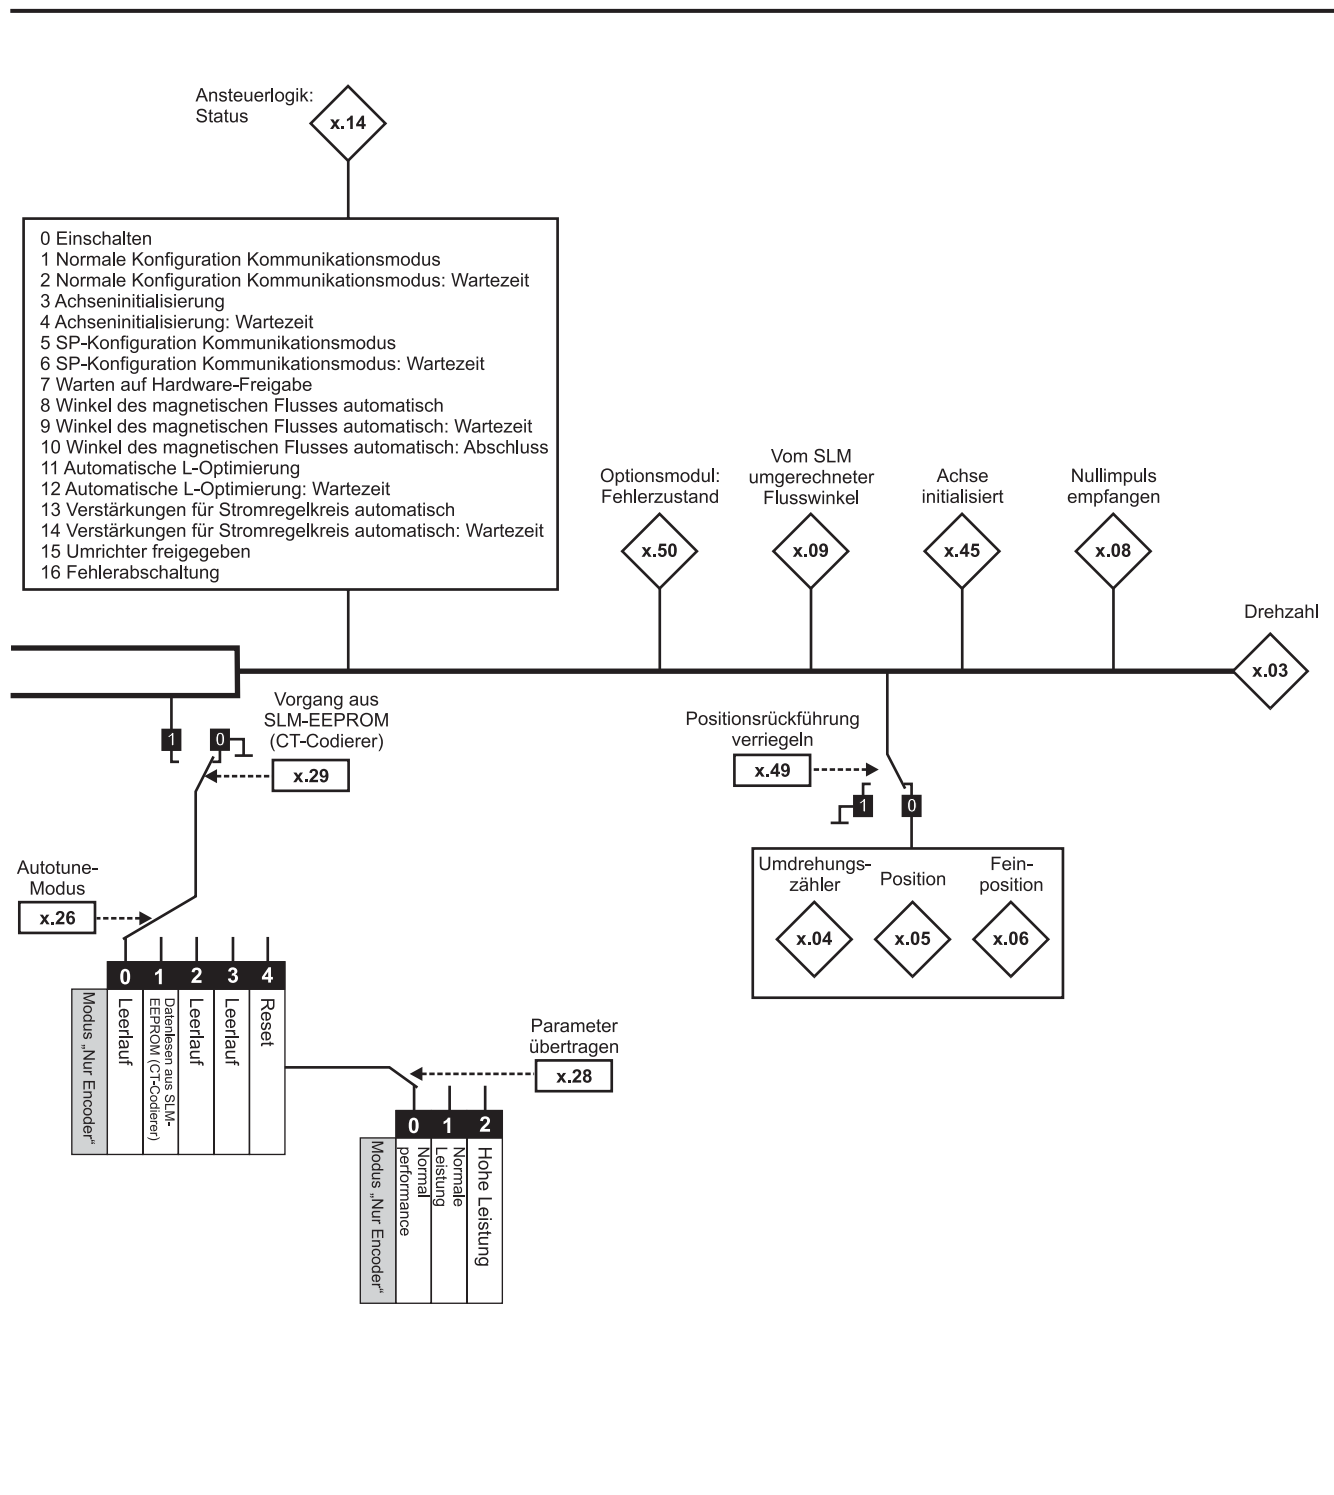 Ansteuerlogik:
Status
x.14
0 Einschalten
1 Normale Konfiguration Kommunikationsmodus
2 Normale Konfiguration Kommunikationsmodus: Wartezeit
3 Achseninitialisierung
4 Achseninitialisierung: Wartezeit
5 SP-Konfiguration Kommunikationsmodus
6 SP-Konfiguration Kommunikationsmodus: Wartezeit
7 Warten auf Hardware-Freigabe
8 Winkel des magnetischen Flusses automatisch
9 Winkel des magnetischen Flusses automatisch: Wartezeit
10 Winkel des magnetischen Flusses automatisch: Abschluss
11 Automatische L-Optimierung
12 Automatische L-Optimierung: Wartezeit
13 Verstärkungen für Stromregelkreis automatisch
14 Verstärkungen für Stromregelkreis automatisch: Wartezeit
15 Umrichter freigegeben
16 Fehlerabschaltung
Optionsmodul:
Fehlerzustand
x.50
Vom SLM
umgerechneter
Flusswinkel
x.09
Achse
initialisiert
x.45
Nullimpuls
empfangen
x.08
Drehzahl
x.03
Vorgang aus
SLM-EEPROM
(CT-Codierer)
1
0
x.29
Positionsrückführung
verriegeln
x.49
1
0
Umdrehungs-
zähler
x.04
Position
x.05
Fein-
position
x.06
Autotune-
Modus
x.26
0 1 2 3 4
Modus „Nur Encoder“
Leerlauf
Datenlesen aus SLM-
EEPROM (CT-Codierer)
Leerlauf
Leerlauf
Reset
Parameter
übertragen
x.28
0 1 2
Modus „Nur Encoder“
Normal
performance
Normale
Leistung
Hohe Leistung